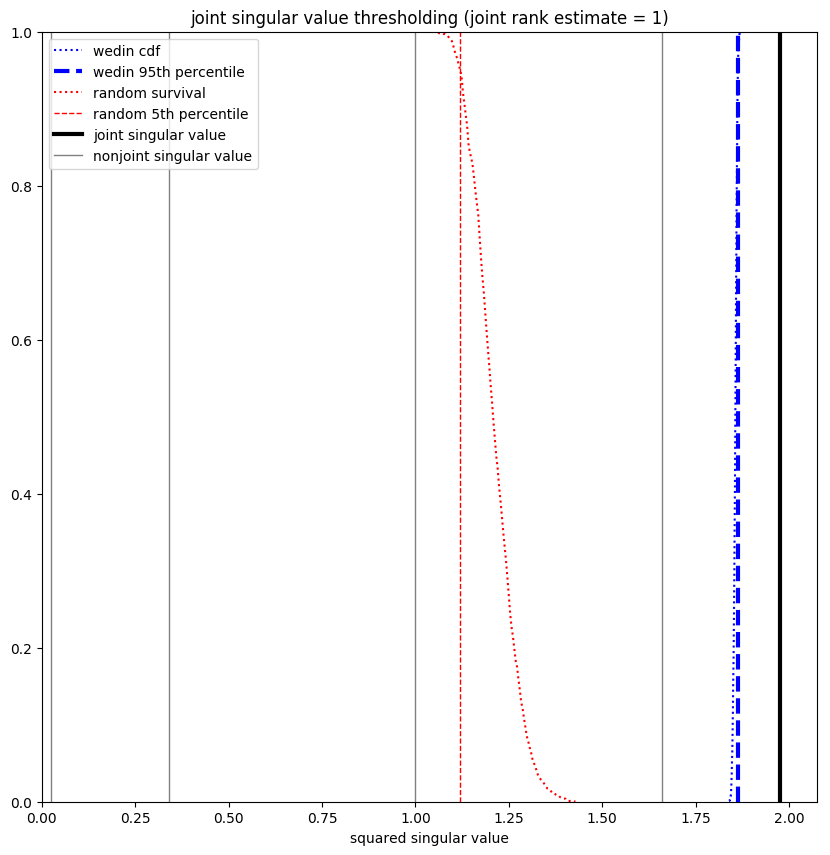 joint singular value thresholding (joint rank estimate = 1)
wedin cdf
wedin 95th percentile
random survival
random 5th percentile
joint singular value
nonjoint singular value
1.0
0.8
0.6
0.4
0.2
0.0
0.00 0.25 0.50 0.75 1.00 1.25 1.50 1.75 2.00
squared singular value